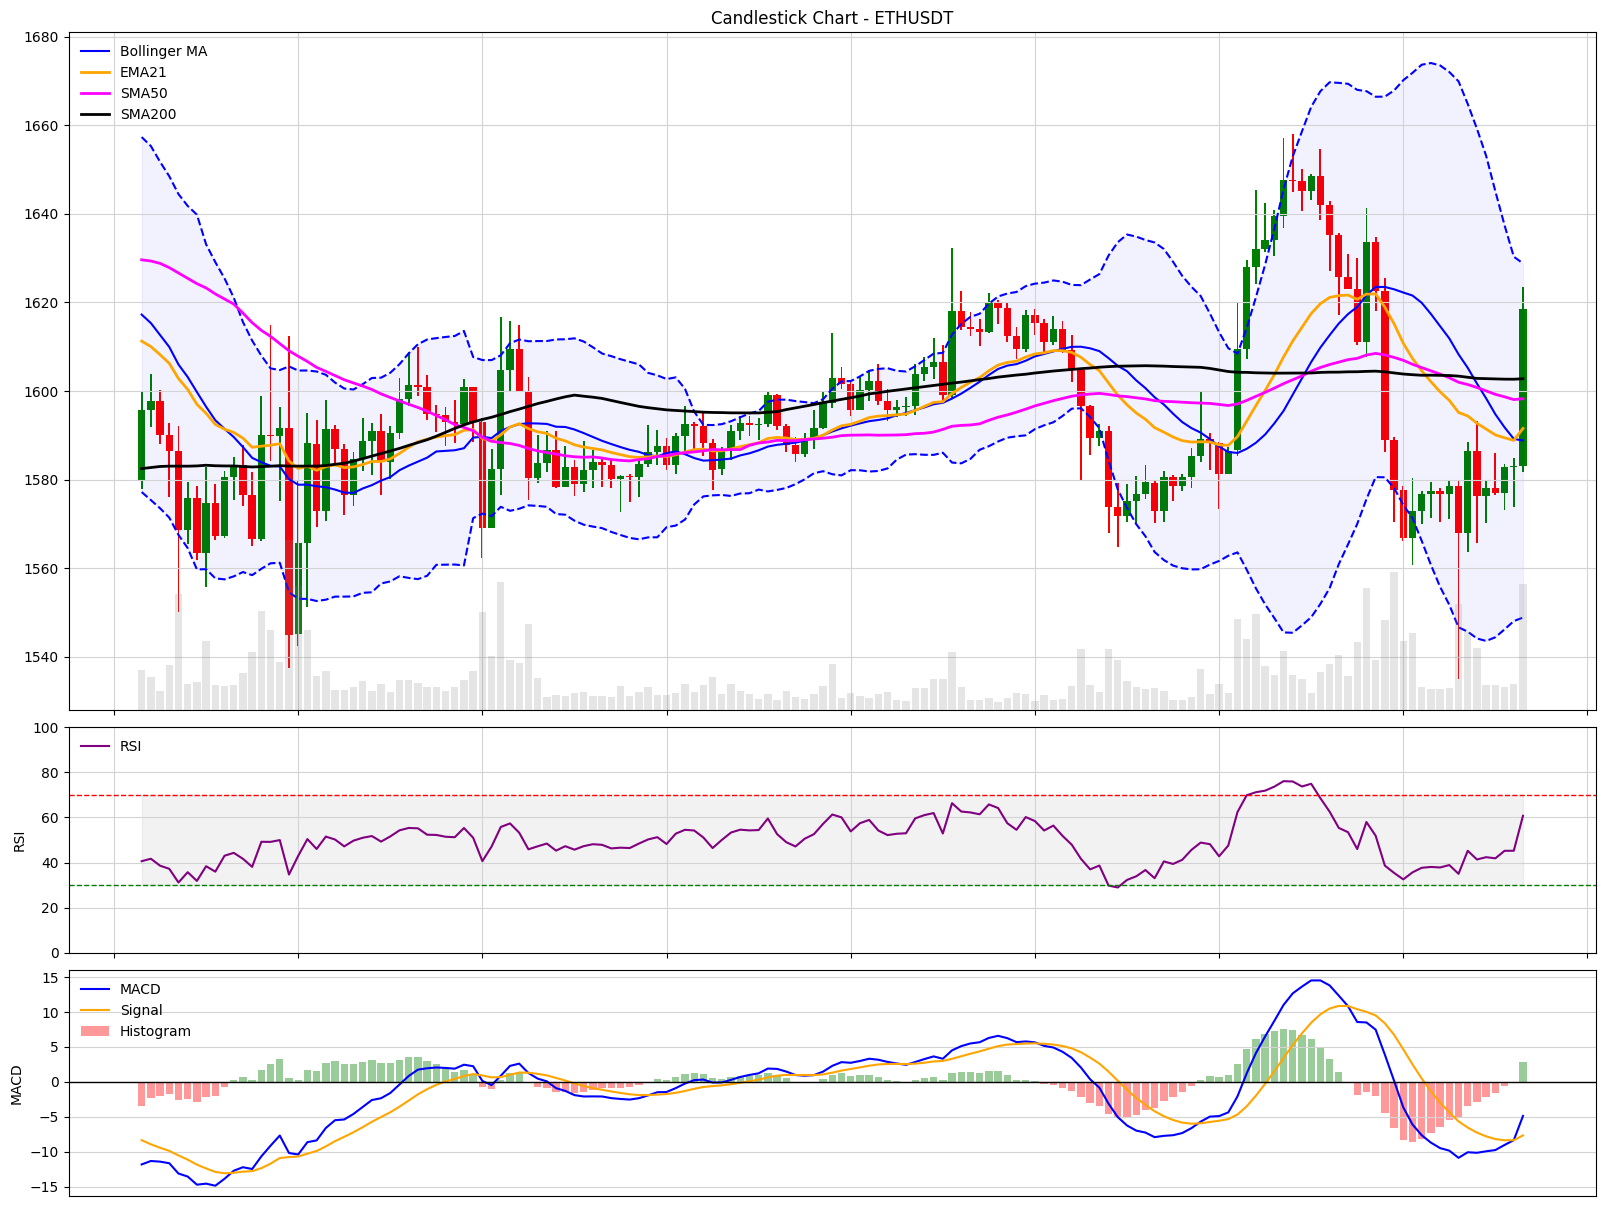 Candlestick Chart - ETHUSDT
1680
1660
1640
1620
1600
1580
1560
1540
Bollinger MA
EMA21
SMA50
SMA200
100
80
60
40
20
0
RSI
RSI
15
10
5
0
−5
−10
−15
MACD
MACD
Signal
Histogram